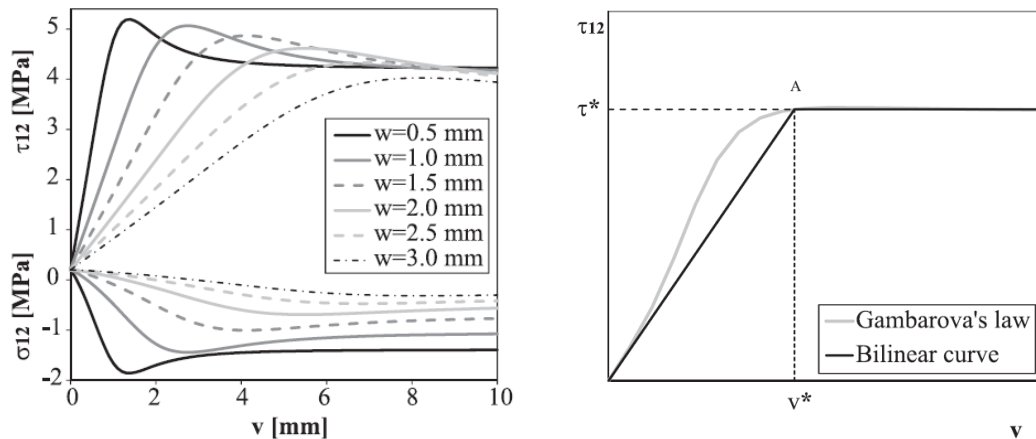 5
4
3
2
1
0
-1
-2
τ12 [MPa]
σ12 [MPa]
w=0.5 mm
w=1.0 mm
w=1.5 mm
w=2.0 mm
w=2.5 mm
w=3.0 mm
0 2 4 6 8 10
v [mm]
τ12
A
τ*
Gambarova's law
Bilinear curve
v*
v